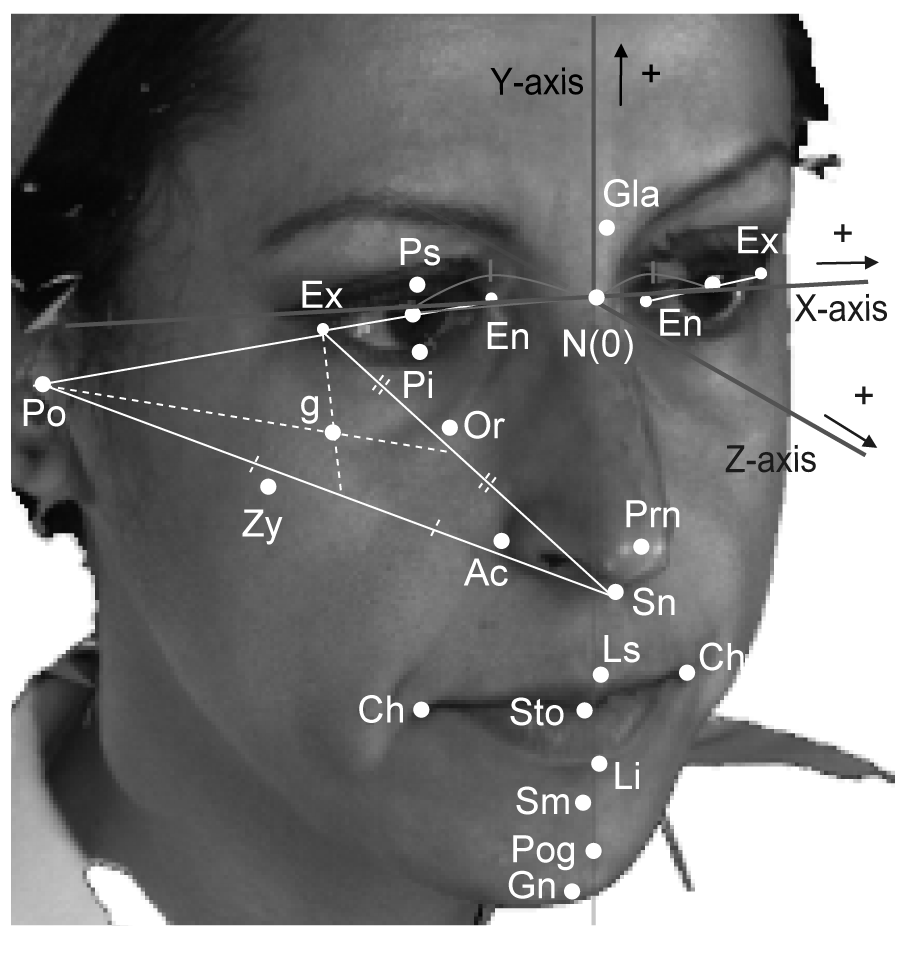 Y-axis
+
Gla
Ex
+
Ps
Ex
X-axis
En
En
N(0)
Po
Pi
+
g
Or
Z-axis
Zy
Prn
Ac
Sn
Ls
Ch
Ch
Sto
Li
Sm
Pog
Gn